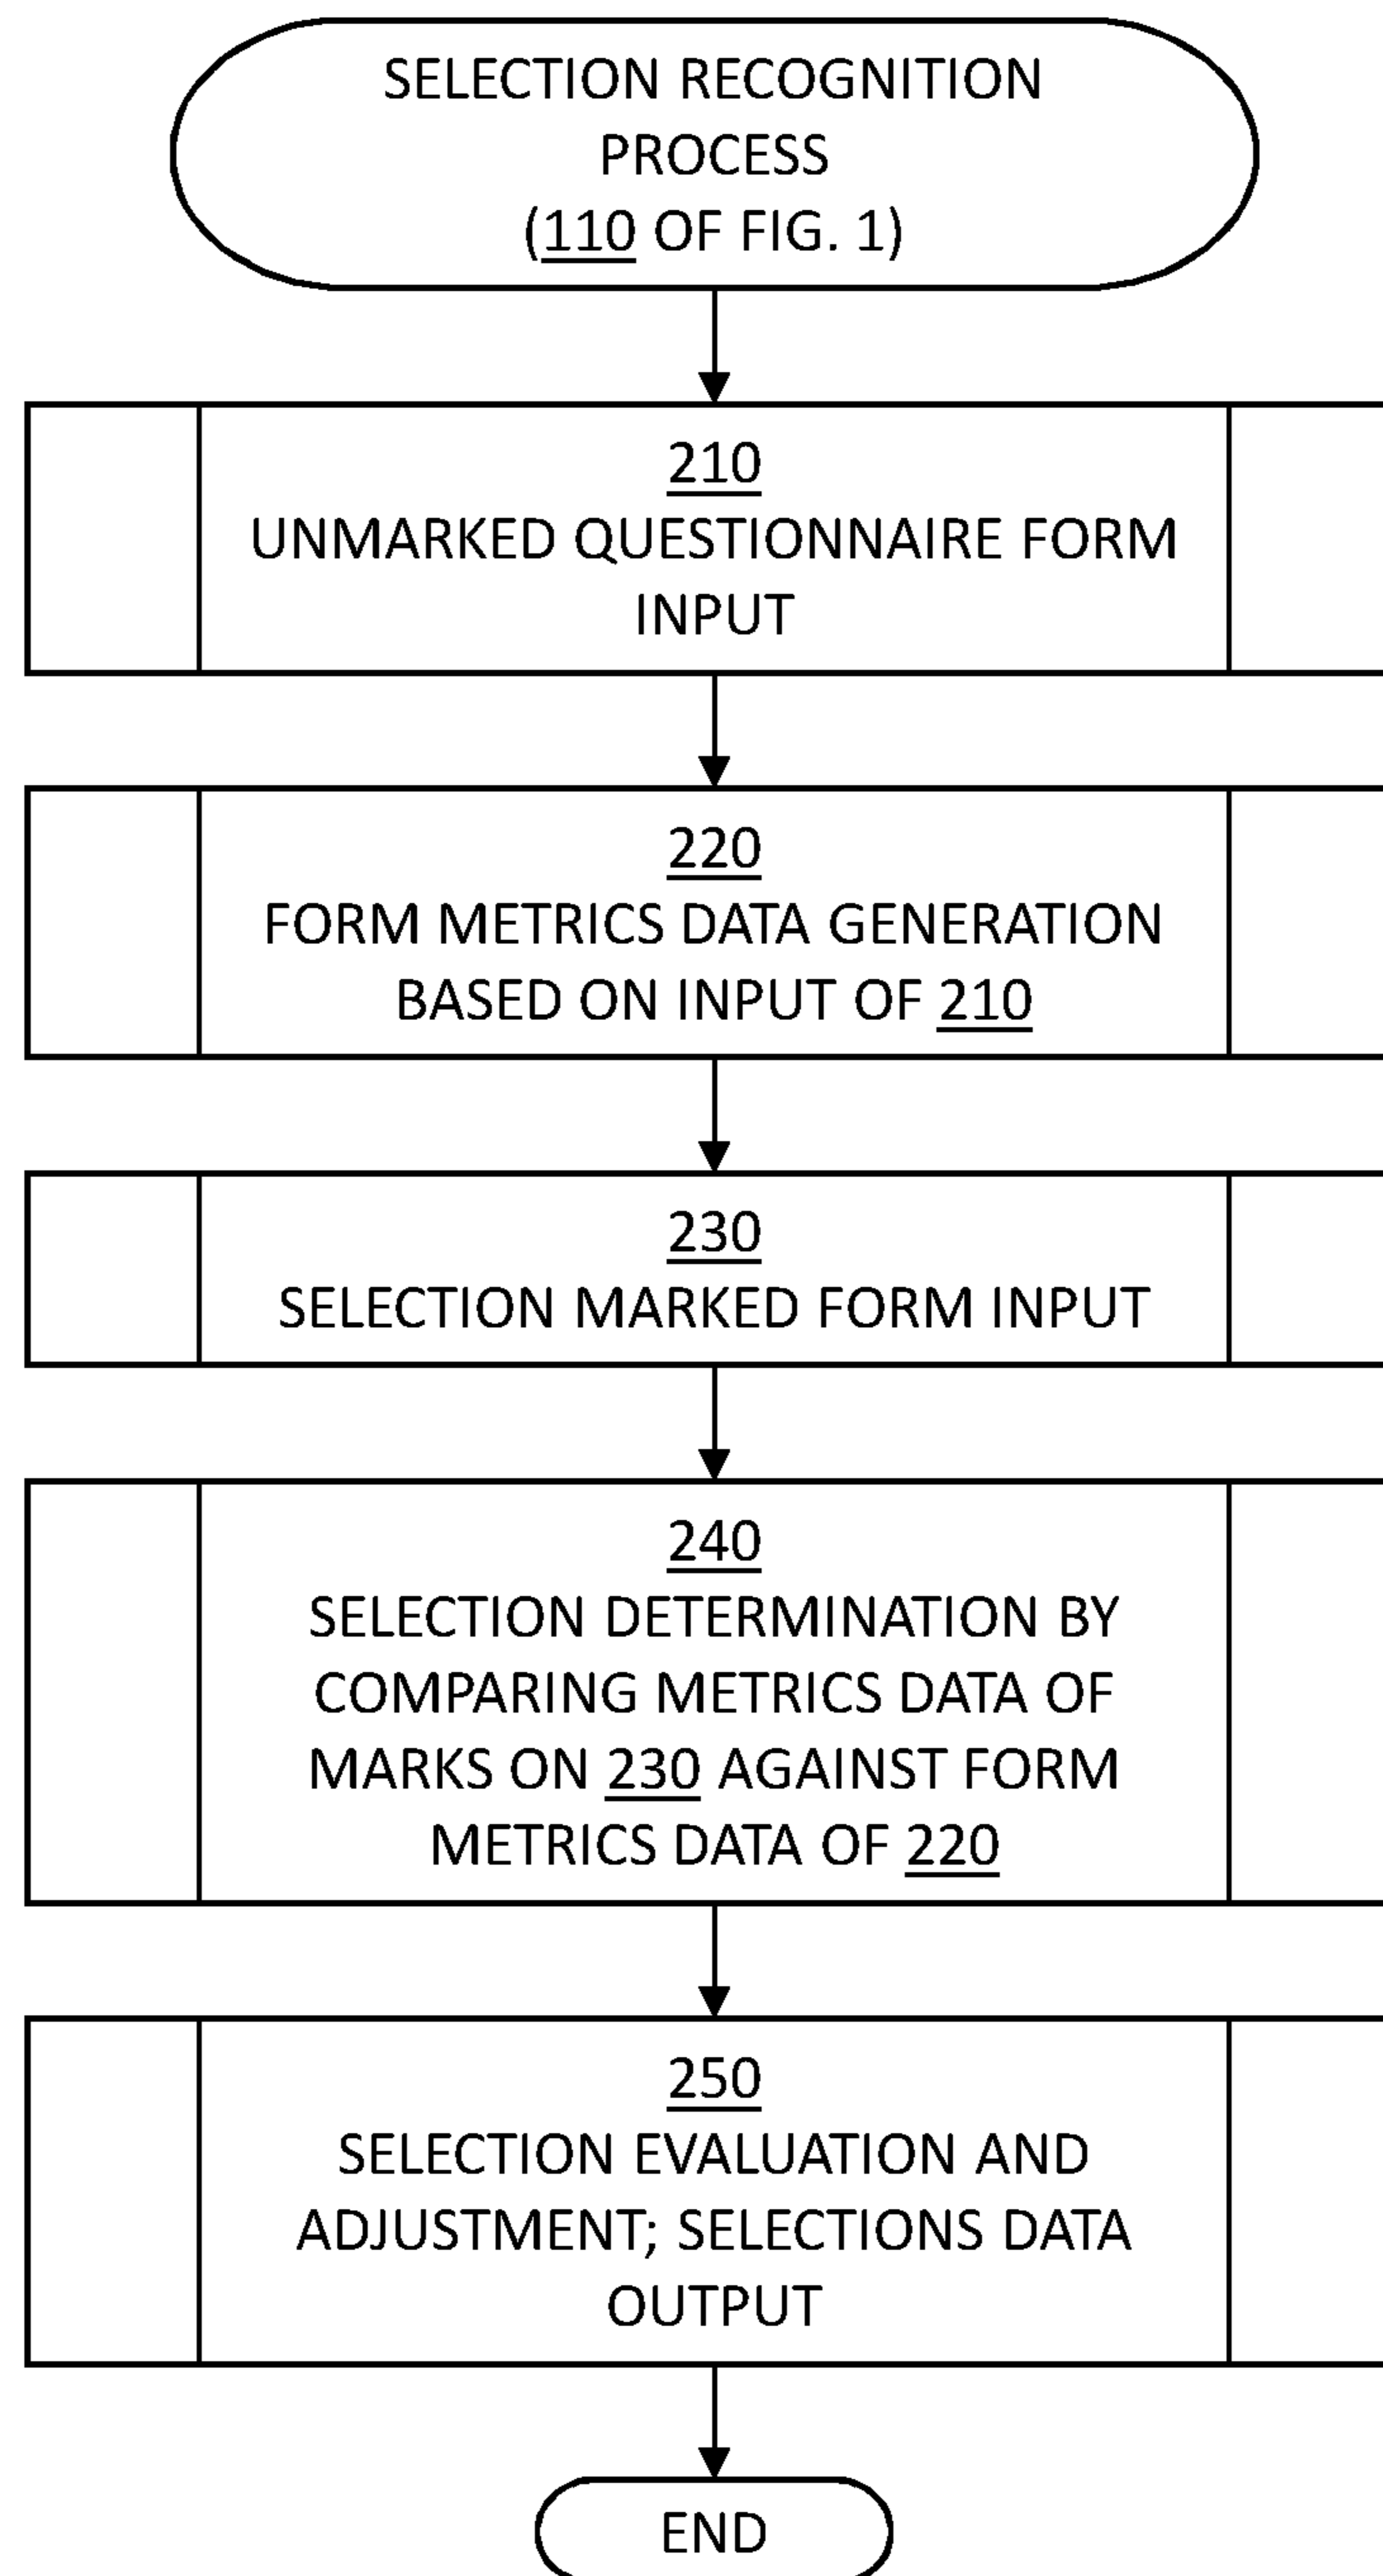 SELECTION RECOGNITION
PROCESS
(110 OF FIG. 1)
210
UNMARKED QUESTIONNAIRE FORM
INPUT
220
FORM METRICS DATA GENERATION
BASED ON INPUT OF 210
230
SELECTION MARKED FORM INPUT
240
SELECTION DETERMINATION BY
COMPARING METRICS DATA OF
MARKS ON 230 AGAINST FORM
METRICS DATA OF 220
250
SELECTION EVALUATION AND
ADJUSTMENT; SELECTIONS DATA
OUTPUT
END